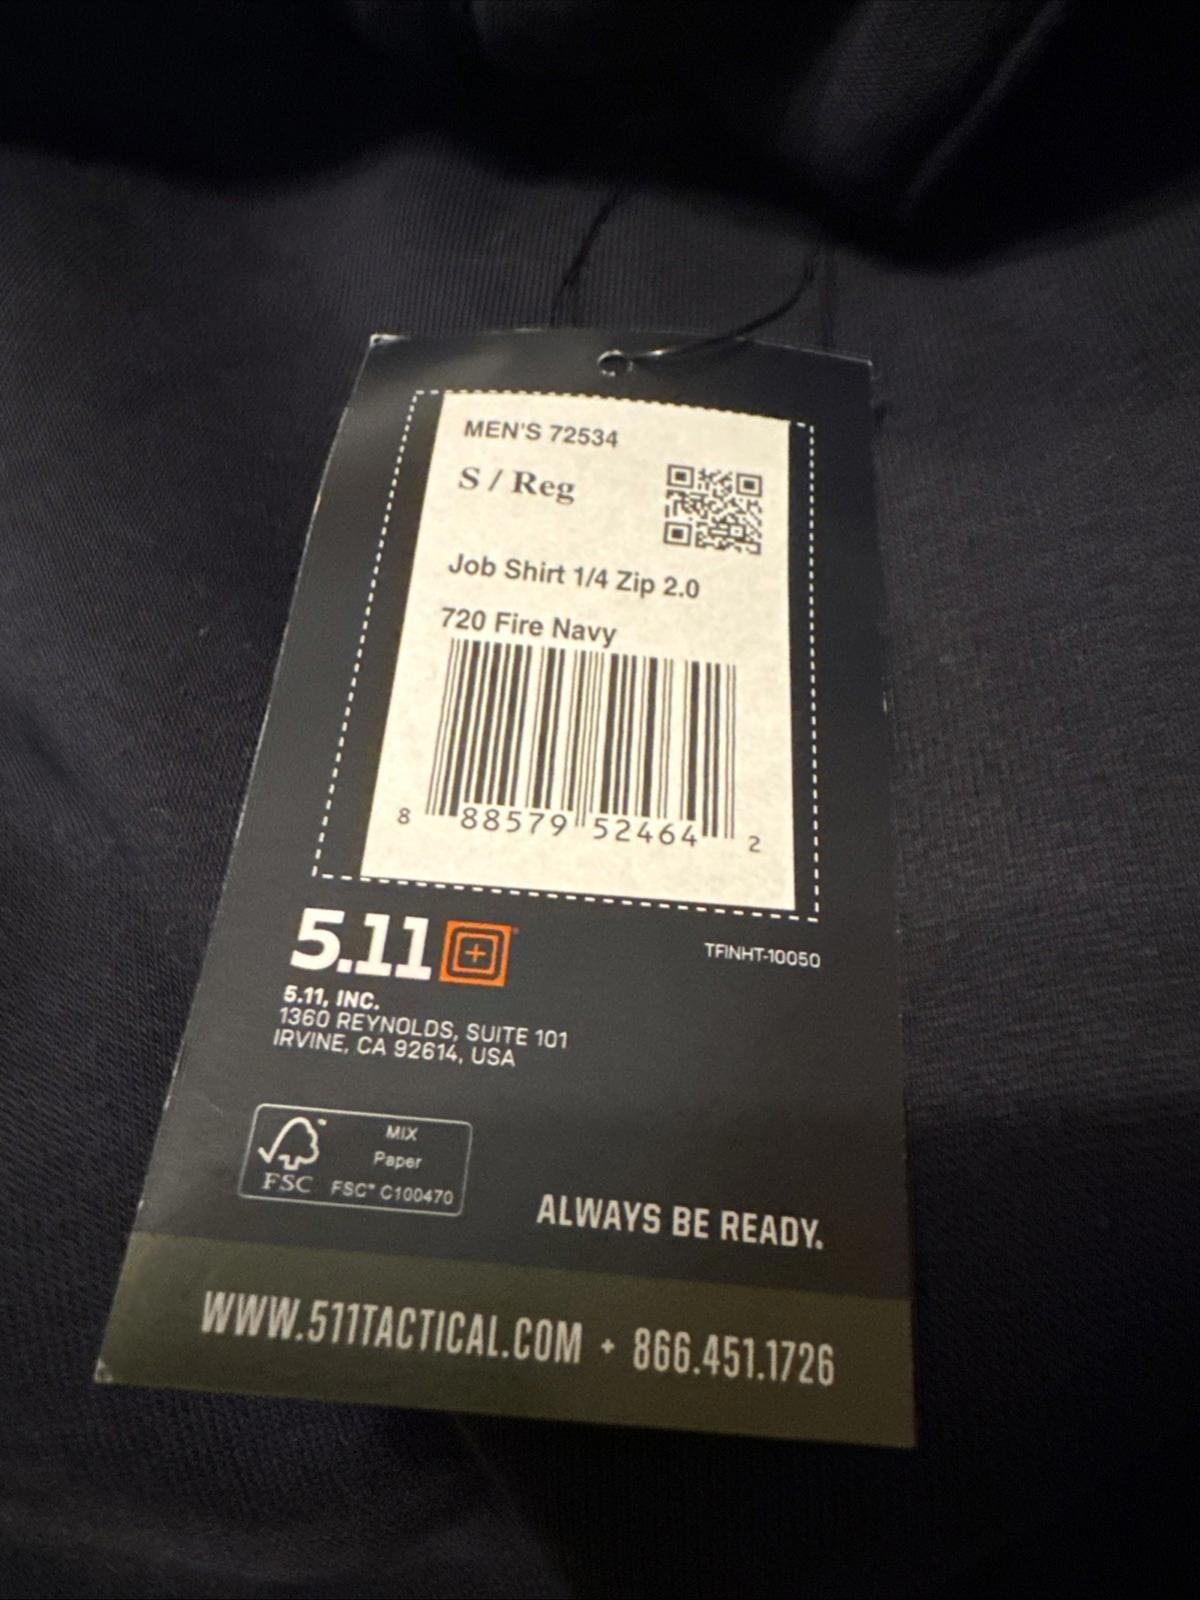 MEN'S 72534
S / Reg
Job Shirt 1/4 Zip 2.0
720 Fire Navy
8 88579 52464 2
5.11®
TFINHT-10050
5.11, INC.
1360 REYNOLDS, SUITE 101
IRVINE, CA 92614, USA
MIX
Paper
FSC™
FSC® C100470
ALWAYS BE READY.
WWW.511TACTICAL.COM + 866.451.1726